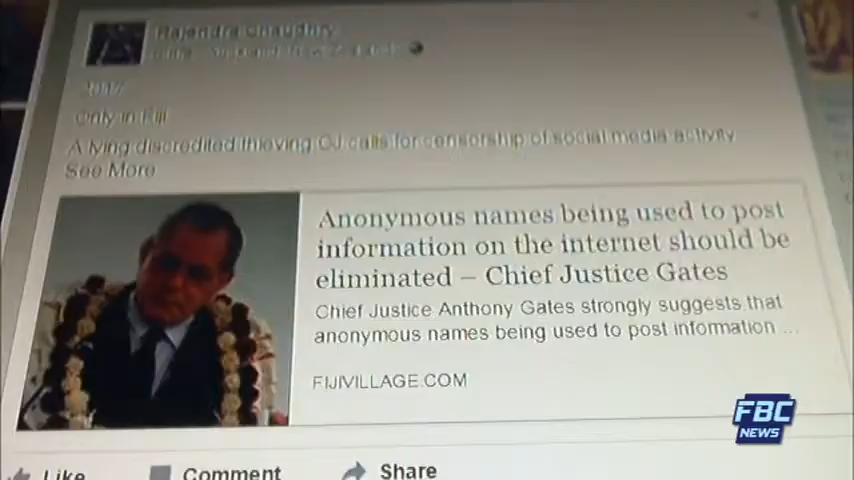 Rajendra Chaudhry
Only in Fiji
A lying discredited thieving CJ calls for censorship of social media activity
See More
Anonymous names being used to post
information on the internet should be
eliminated – Chief Justice Gates
Chief Justice Anthony Gates strongly suggests that
anonymous names being used to post information ...
FIJIVILLAGE.COM
FBC
NEWS
Like Comment Share